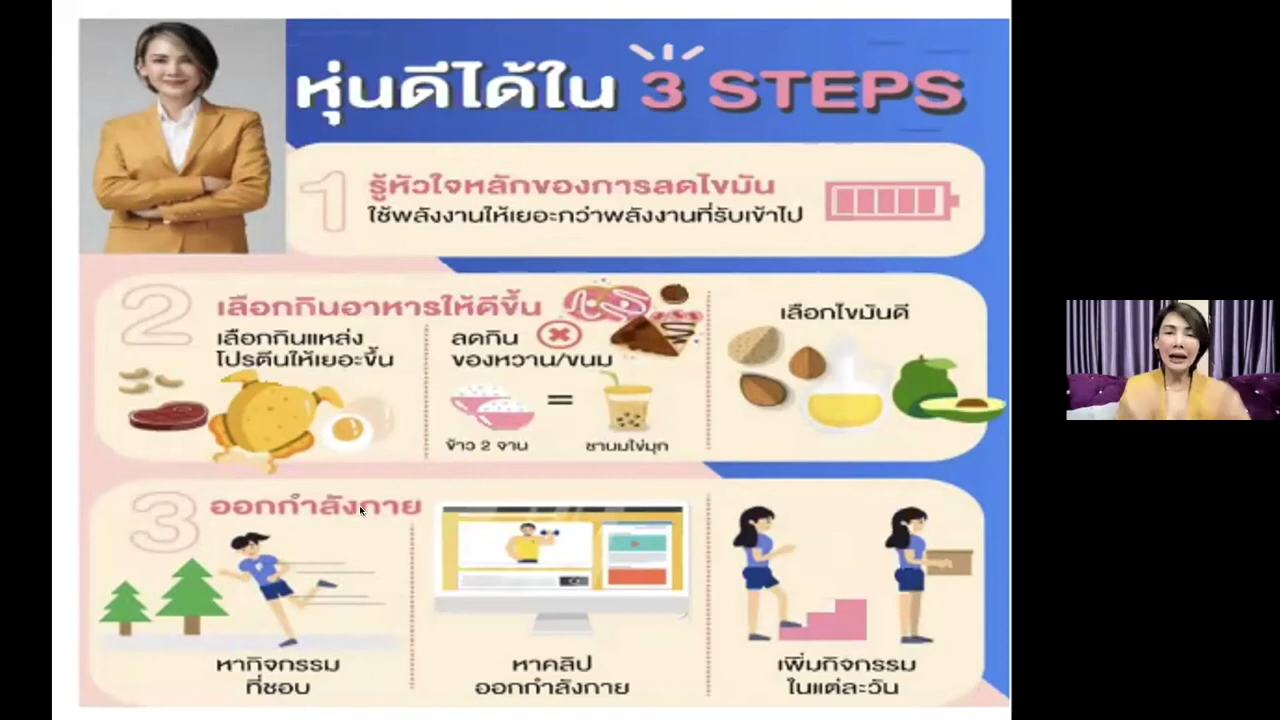 หุ่นดีได้ใน 3 STEPS
1 รู้หัวใจหลักของการลดไขมัน
ใช้พลังงานให้เยอะกว่าพลังงานที่รับเข้าไป
2 เลือกกินอาหารให้ดีขึ้น
เลือกกินแหล่ง
โปรตีนให้เยอะขึ้น
ลดกิน
ของหวาน/ขนม
ข้าว 2 จาน
=
ชานมไข่มุก
เลือกไขมันดี
3 ออกกำลังกาย
หากิจกรรม
ที่ชอบ
หาคลิป
ออกกำลังกาย
เพิ่มกิจกรรม
ในแต่ละวัน